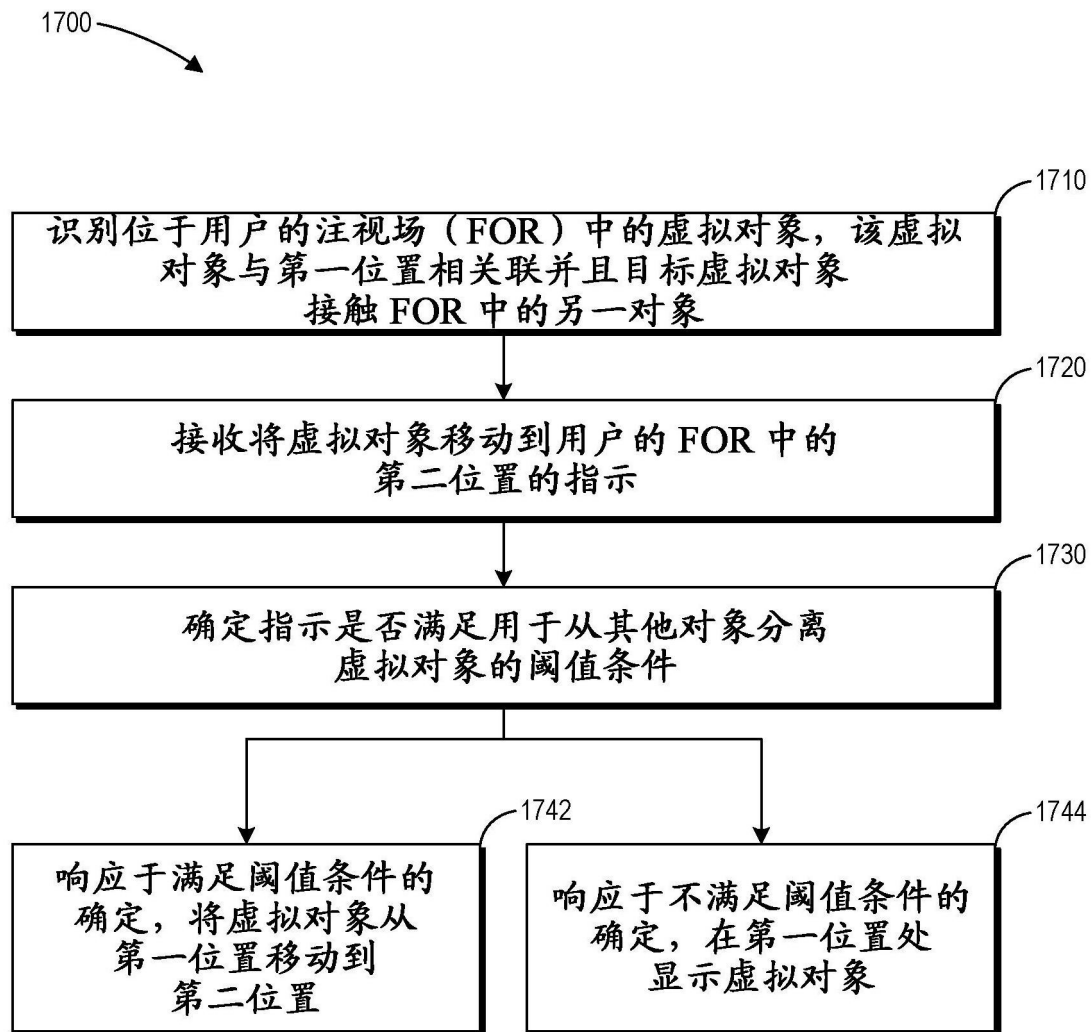 1700
1710
识别位于用户的注视场（FOR）中的虚拟对象，该虚拟
对象与第一位置相关联并且目标虚拟对象
接触 FOR 中的另一对象
1720
接收将虚拟对象移动到用户的 FOR 中的
第二位置的指示
1730
确定指示是否满足用于从其他对象分离
虚拟对象的阈值条件
1742
响应于满足阈值条件的
确定，将虚拟对象从
第一位置移动到
第二位置
1744
响应于不满足阈值条件的
确定，在第一位置处
显示虚拟对象